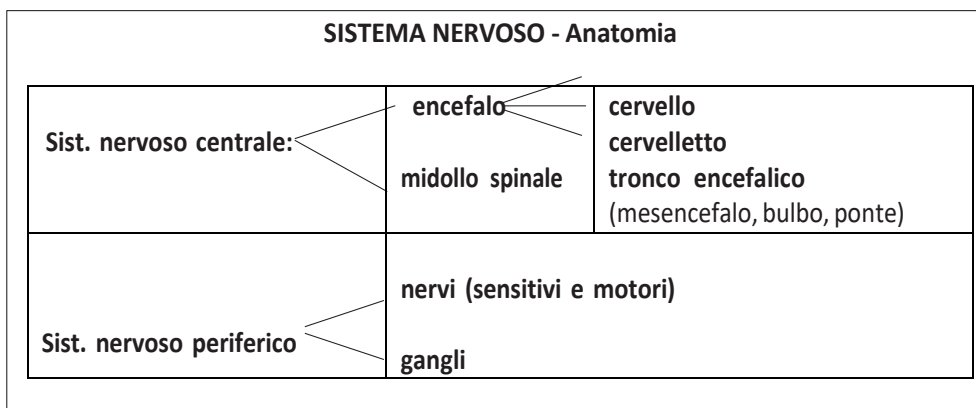 SISTEMA NERVOSO - Anatomia
Sist. nervoso centrale:
encefalo
midollo spinale
cervello
cervelletto
tronco encefalico
(mesencefalo, bulbo, ponte)
Sist. nervoso periferico
nervi (sensitivi e motori)
gangli